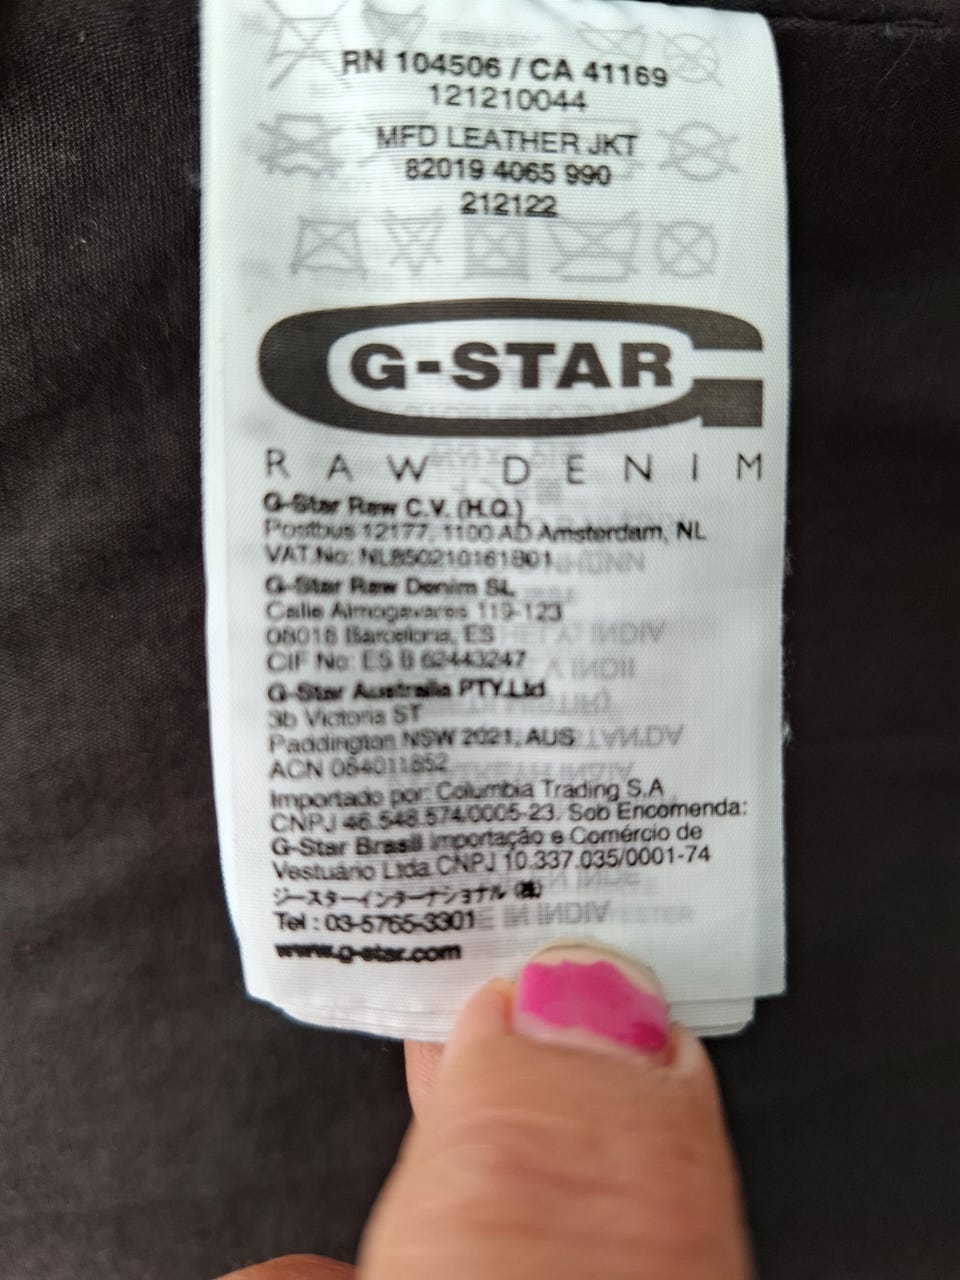 RN 104506 / CA 41169
121210044
MFD LEATHER JKT
82019 4065 990
212122
G-STAR
RAW DENIM
G-Star Raw C.V. (H.Q.)
Postbus 12177, 1100 AD Amsterdam, NL
VAT.No: NL850210161B01
G-Star Raw Denim SL
Calle Almogavares 119-123
08018 Barcelona, ES
CIF No: ES B 62443247
G-Star Australia PTY.Ltd
3b Victoria ST
Paddington NSW 2021, AUS
ACN 084011852
Importado por: Columbia Trading S.A
CNPJ 46.548.574/0005-23. Sob Encomenda:
G-Star Brasil Importação e Comércio de
Vestuário Ltda.CNPJ 10.337.035/0001-74
ジースターインターナショナル (株)
Tel : 03-5765-3301
www.g-star.com